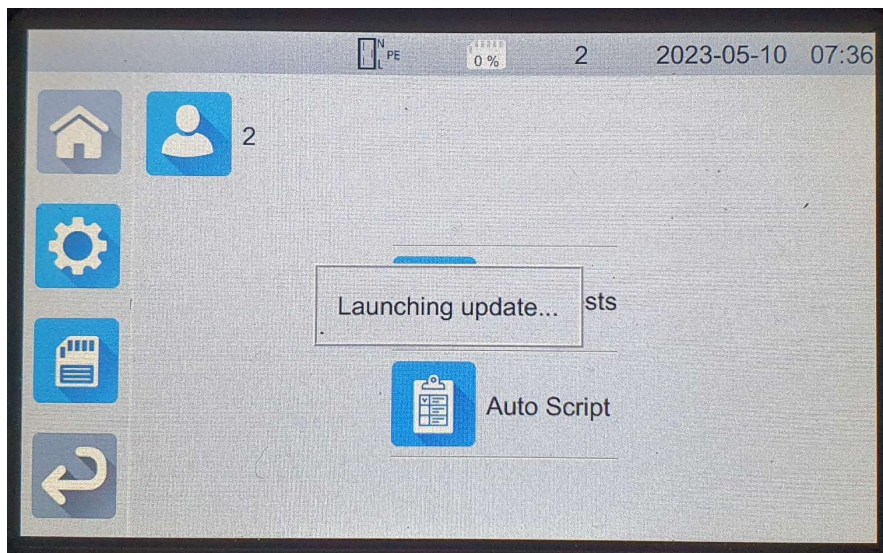 N
PE
L
0 %
2
2023-05-10
07:36
2
Launching update...
sts
Auto Script